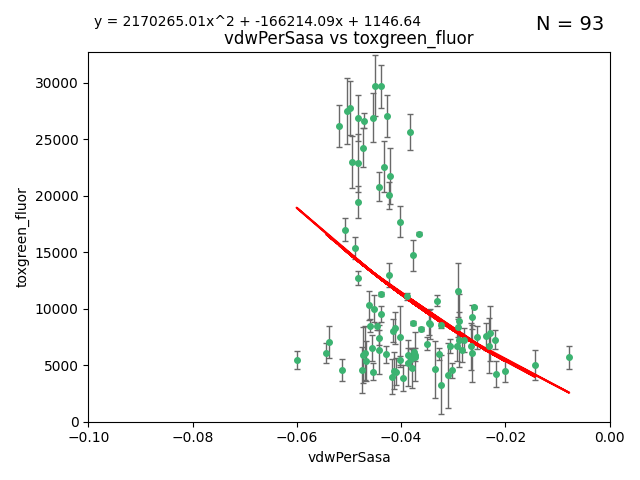 y = 2170265.01x^2 + -166214.09x + 1146.64
N = 93
vdwPerSasa vs toxgreen_fluor
30000
25000
20000
15000
10000
5000
0
toxgreen_fluor
−0.10 −0.08 −0.06 −0.04 −0.02 0.00
vdwPerSasa